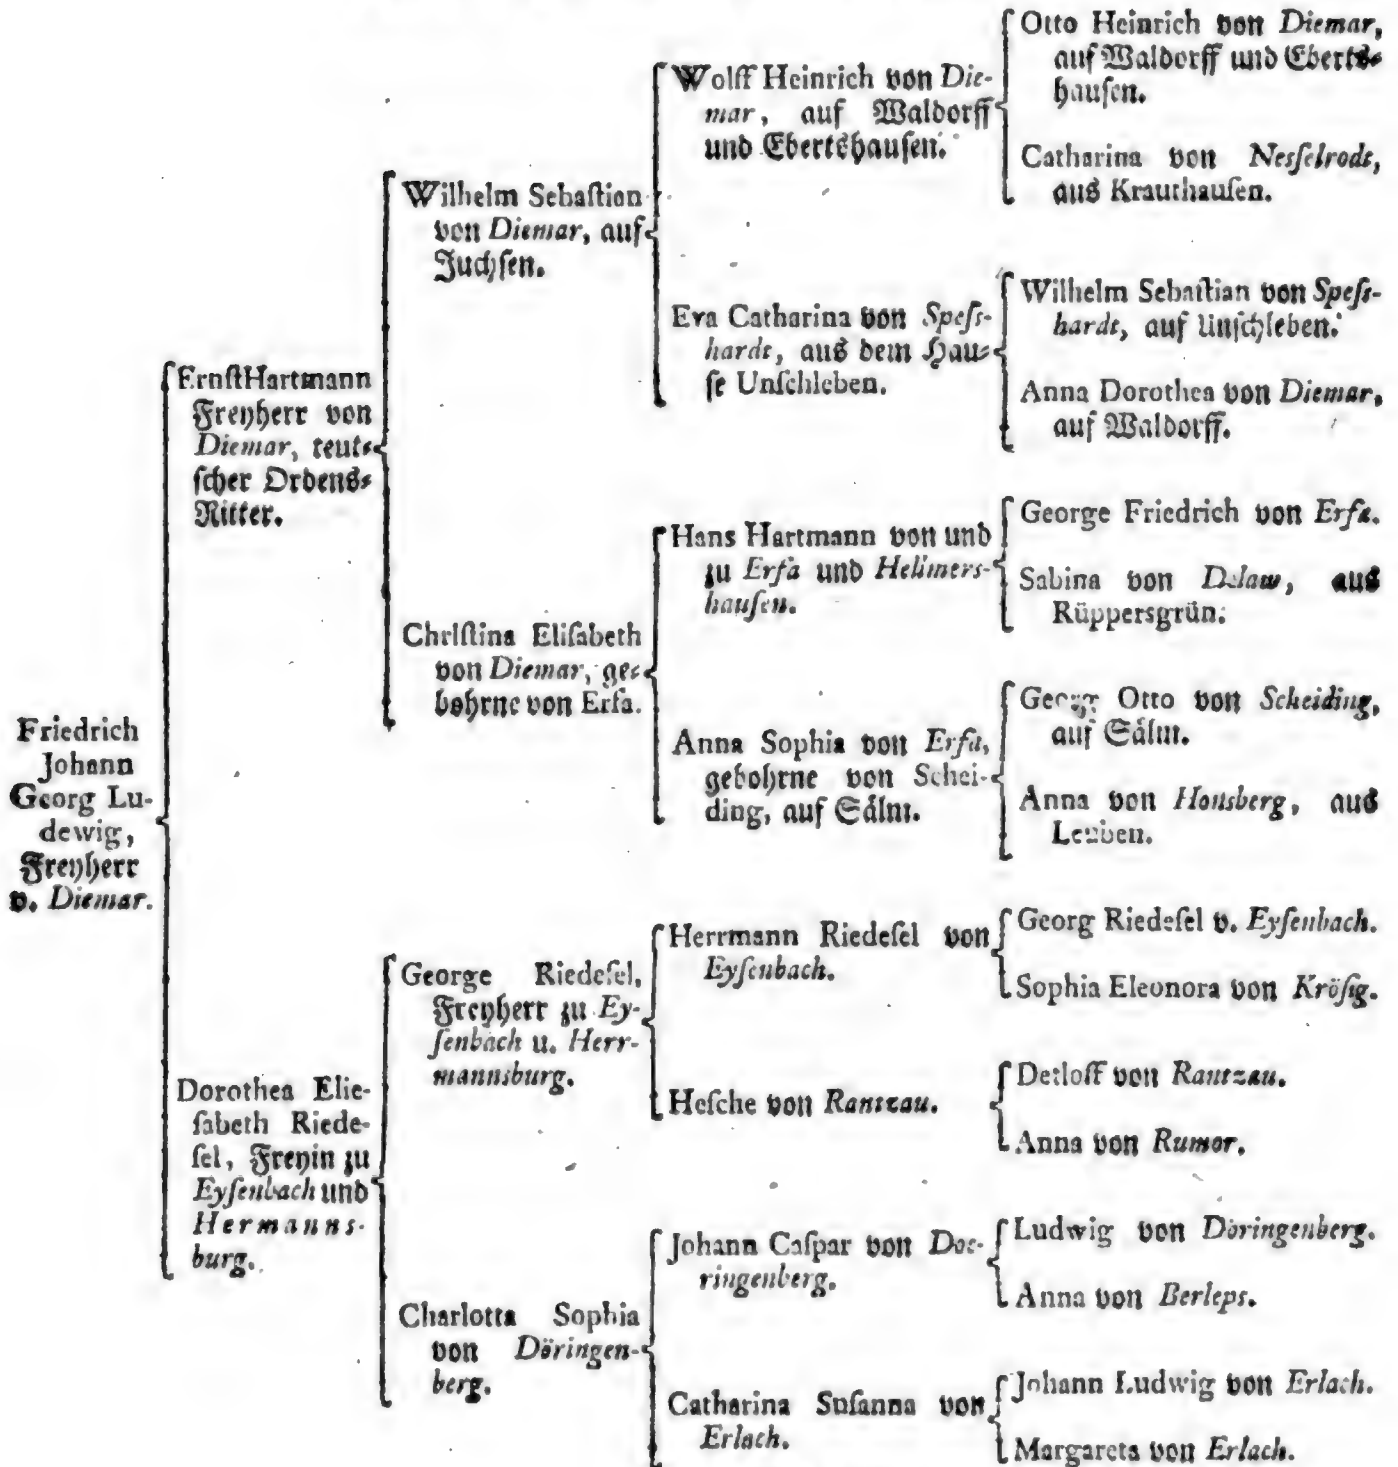 Friedrich
Johann
Georg Lu-
dewig,
Freyherr
v. Diemar.
ErnſtHartmann
Freyherr von
Diemar, teut-
ſcher Ordens-
Ritter.
Dorothea Elie-
ſabeth Riede-
ſel, Freyin zu
Eyſenbach und
Hermanns-
burg.
Wilhelm Sebaſtian
von Diemar, auf
Juchſen.
Chriſtina Eliſabeth
von Diemar, ge-
bohrne von Erfa.
George Riedeſel,
Freyherr zu Ey-
ſenbach u. Herr-
mannsburg.
Charlotta Sophia
von Döringen-
berg.
Wolff Heinrich von Die-
mar, auf Waldorff
und Ebertshauſen.
Eva Catharina von Speſs-
hardt, aus dem Hau-
ſe Unſchleben.
Hans Hartmann von und
zu Erfa und Hellmers-
hauſen.
Anna Sophia von Erfa,
gebohrne von Schei-
ding, auf Sälm.
Herrmann Riedeſel von
Eyſenbach.
Heſche von Rantzau.
Johann Caſpar von Doe-
ringenberg.
Catharina Suſanna von
Erlach.
Otto Heinrich von Diemar,
auf Waldorff und Eberts-
hauſen.
Catharina von Nesſelrodt,
aus Krauthauſen.
Wilhelm Sebaſtian von Speſs-
hardt, auf Unſchleben.
Anna Dorothea von Diemar,
auf Waldorff.
George Friedrich von Erfa.
Sabina von Delaw, aus
Rüppersgrün.
Georg Otto von Scheiding,
auf Sälm.
Anna von Honsberg, aus
Leuben.
Georg Riedeſel v. Eyſenbach.
Sophia Eleonora von Kröſig.
Detloff von Rantzau.
Anna von Rumor.
Ludwig von Döringenberg.
Anna von Berleps.
Johann Ludwig von Erlach.
Margareta von Erlach.